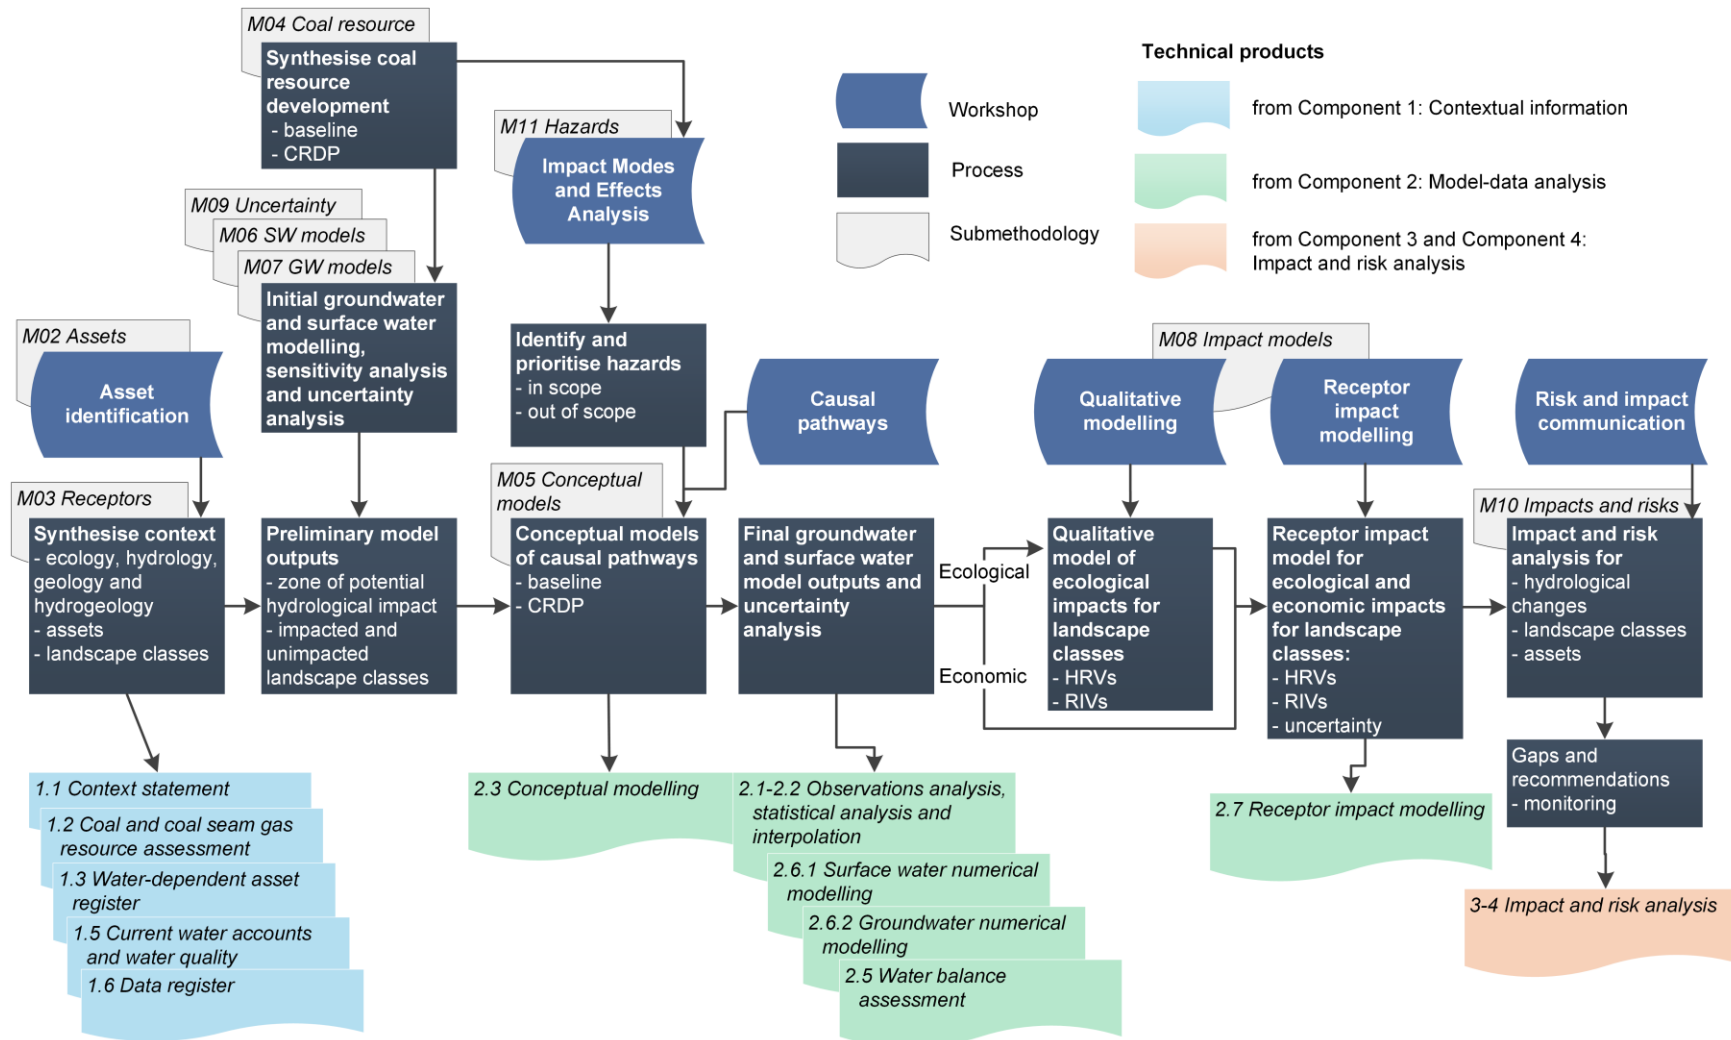 M04 Coal resource
Synthesise coal
resource
development
- baseline
- CRDP
M11 Hazards
Impact Modes
and Effects
Analysis
Workshop
Process
Submethodology
Technical products
from Component 1: Contextual information
from Component 2: Model-data analysis
from Component 3 and Component 4:
Impact and risk analysis
M09 Uncertainty
M06 SW models
M07 GW models
Initial groundwater
and surface water
modelling,
sensitivity analysis
and uncertainty
analysis
Identify and
prioritise hazards
- in scope
- out of scope
M02 Assets
Asset
identification
Causal
pathways
M08 Impact models
Qualitative
modelling
Receptor
impact
modelling
Risk and impact
communication
M03 Receptors
Synthesise context
- ecology, hydrology,
geology and
hydrogeology
- assets
- landscape classes
Preliminary model
outputs
- zone of potential
hydrological impact
- impacted and
unimpacted
landscape classes
M05 Conceptual
models
Conceptual models
of causal pathways
- baseline
- CRDP
Final groundwater
and surface water
model outputs and
uncertainty
analysis
Ecological
Economic
Qualitative
model of
ecological
impacts for
landscape
classes
- HRVs
- RIVs
Receptor impact
model for
ecological and
economic impacts
for landscape
classes:
- HRVs
- RIVs
- uncertainty
M10 Impacts and risks
Impact and risk
analysis for
- hydrological
changes
- landscape classes
- assets
Gaps and
recommendations
- monitoring
1.1 Context statement
1.2 Coal and coal seam gas
resource assessment
1.3 Water-dependent asset
register
1.5 Current water accounts
and water quality
1.6 Data register
2.3 Conceptual modelling
2.1-2.2 Observations analysis,
statistical analysis and
interpolation
2.6.1 Surface water numerical
modelling
2.6.2 Groundwater numerical
modelling
2.5 Water balance
assessment
2.7 Receptor impact modelling
3-4 Impact and risk analysis